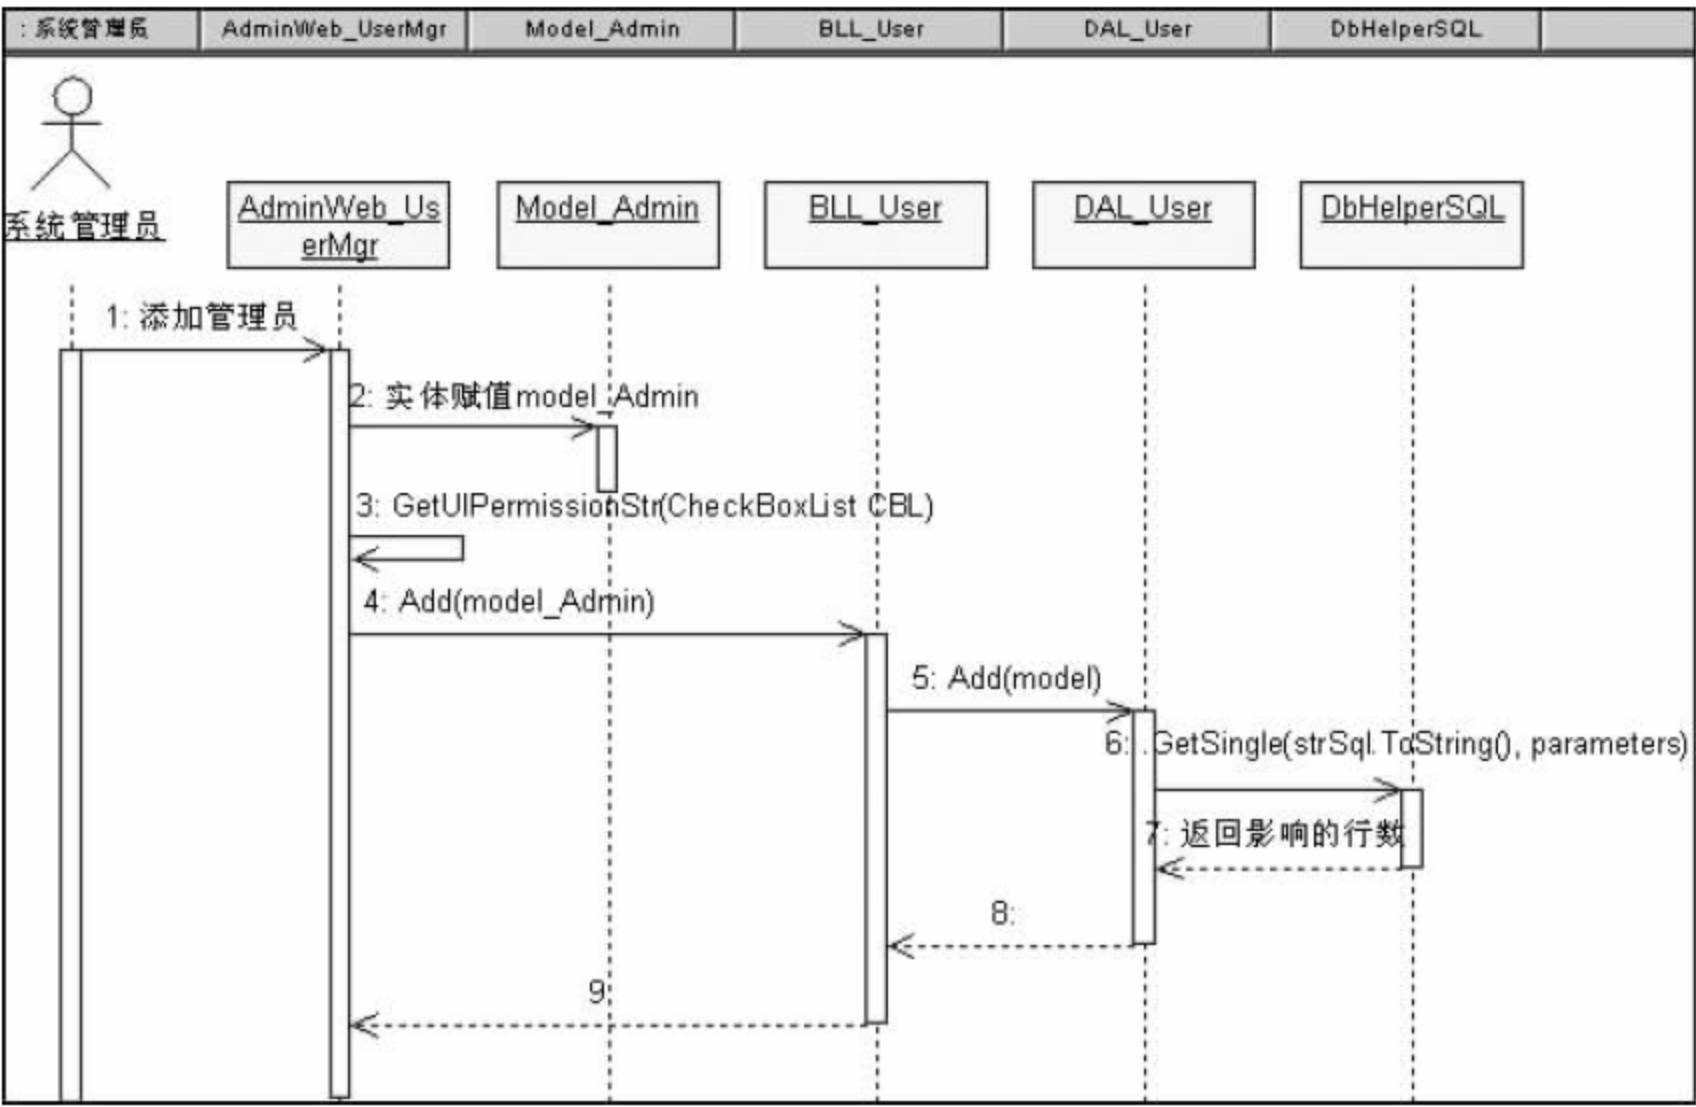 : 系统管理员
AdminWeb_UserMgr
Model_Admin
BLL_User
DAL_User
DbHelperSQL
系统管理员
AdminWeb_Us
erMgr
Model_Admin
BLL_User
DAL_User
DbHelperSQL
1: 添加管理员
2: 实体赋值model_Admin
3: GetUIPermissionStr(CheckBoxList CBL)
4: Add(model_Admin)
5: Add(model)
6: .GetSingle(strSql.ToString(), parameters)
7: 返回影响的行数
8:
9: